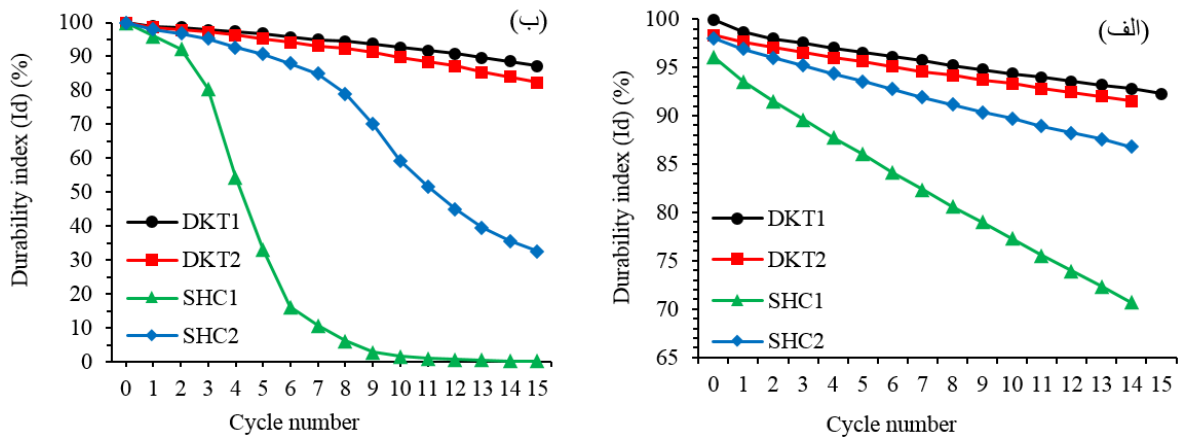 (ب)
Durability index (Id) (%)
100
90
80
70
60
50
40
30
20
10
0
DKT1
DKT2
SHC1
SHC2
0 1 2 3 4 5 6 7 8 9 10 11 12 13 14 15
Cycle number
(الف)
Durability index (Id) (%)
100
95
90
85
80
75
70
65
DKT1
DKT2
SHC1
SHC2
0 1 2 3 4 5 6 7 8 9 10 11 12 13 14 15
Cycle number